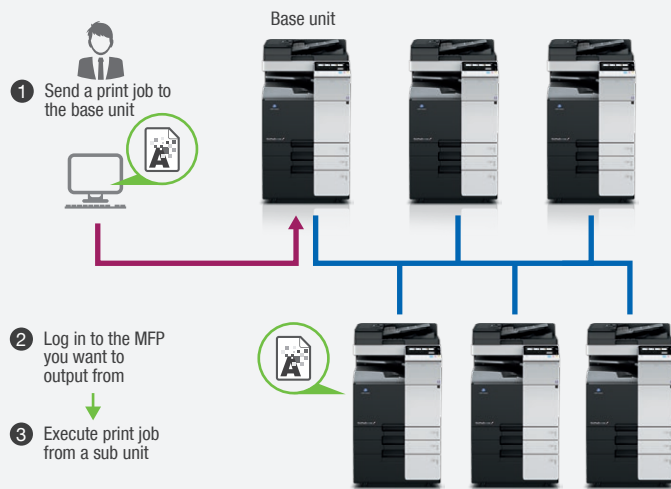 Base unit
1 Send a print job to
the base unit
A
2 Log in to the MFP
you want to
output from
A
3 Execute print job
from a sub unit